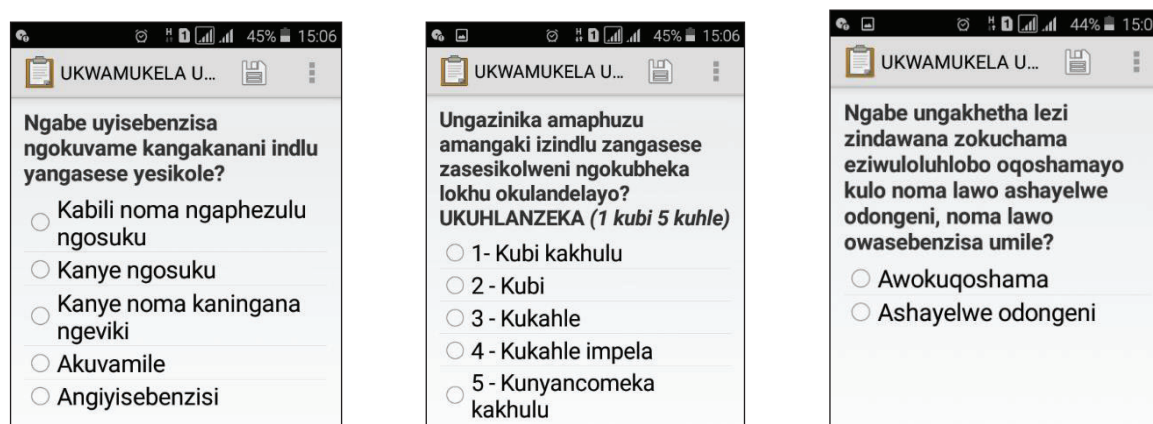 45% 15:06
UKWAMUKELA U...
Ngabe uyisebenzisa
ngokuvame kangakanani indlu
yangasese yesikole?
Kabili noma ngaphezulu
ngosuku
Kanye ngosuku
Kanye noma kaningana
ngeviki
Akuvamile
Angiyisebenzisi
45% 15:06
UKWAMUKELA U...
Ungazinika amaphuzu
amangaki izindlu zangasese
zasesikolweni ngokubheka
lokhu okulandelayo?
UKUHLANZEKA (1 kubi 5 kuhle)
1- Kubi kakhulu
2 - Kubi
3 - Kukahle
4 - Kukahle impela
5 - Kunyancomeka
kakhulu
44% 15:0
UKWAMUKELA U...
Ngabe ungakhetha lezi
zindawana zokuchama
eziwuloluhlobo oqoshamayo
kulo noma lawo ashayelwe
odongeni, noma lawo
owasebenzisa umile?
Awokuqoshama
Ashayelwe odongeni